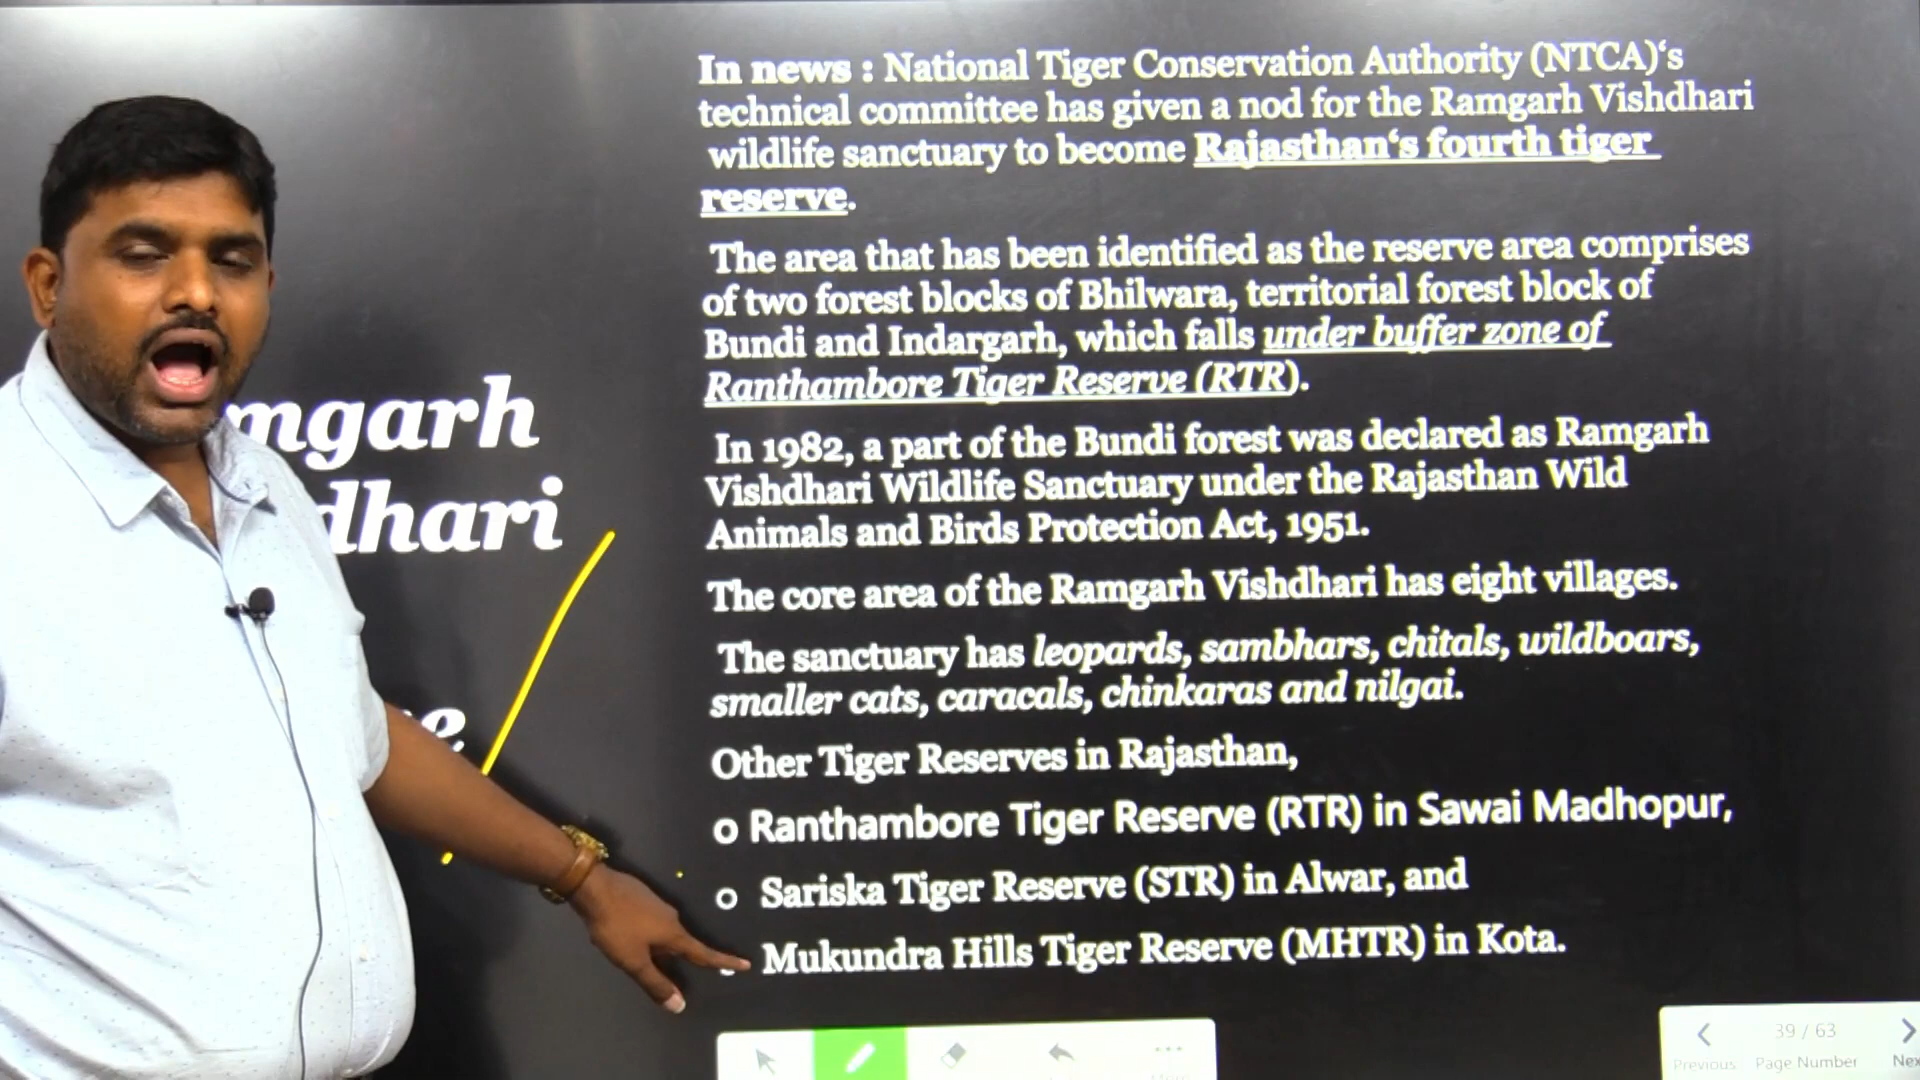 mgarh
dhari
In news : National Tiger Conservation Authority (NTCA)‘s
technical committee has given a nod for the Ramgarh Vishdhari
wildlife sanctuary to become Rajasthan‘s fourth tiger
reserve.
The area that has been identified as the reserve area comprises
of two forest blocks of Bhilwara, territorial forest block of
Bundi and Indargarh, which falls under buffer zone of
Ranthambore Tiger Reserve (RTR).
In 1982, a part of the Bundi forest was declared as Ramgarh
Vishdhari Wildlife Sanctuary under the Rajasthan Wild
Animals and Birds Protection Act, 1951.
The core area of the Ramgarh Vishdhari has eight villages.
The sanctuary has leopards, sambhars, chitals, wildboars,
smaller cats, caracals, chinkaras and nilgai.
Other Tiger Reserves in Rajasthan,
o Ranthambore Tiger Reserve (RTR) in Sawai Madhopur,
o Sariska Tiger Reserve (STR) in Alwar, and
Mukundra Hills Tiger Reserve (MHTR) in Kota.
39 / 63
Previous Page Number Nex